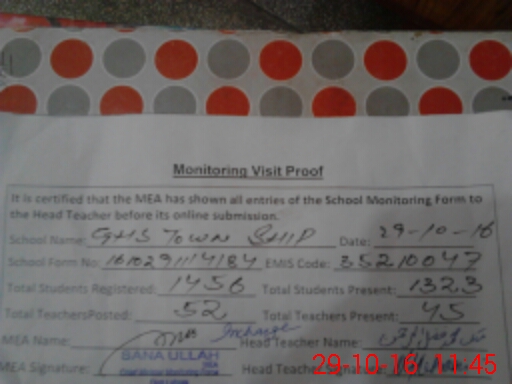 Monitoring Visit Proof
It is certified that the MEA has shown all entries of the School Monitoring Form to
the Head Teacher before its online submission.
School Name: GHS TOWN SHIP Date: 29-10-16
School Form No: 1610291114184 EMIS Code: 35210047
Total Students Registered: 1456 Total Students Present: 1323
Total TeachersPosted: 52 Total Teachers Present: 45
MEA Name: Incharge Head Teacher Name:
MEA Signature: SANA ULLAH Head Teacher
29-10-16 11:45